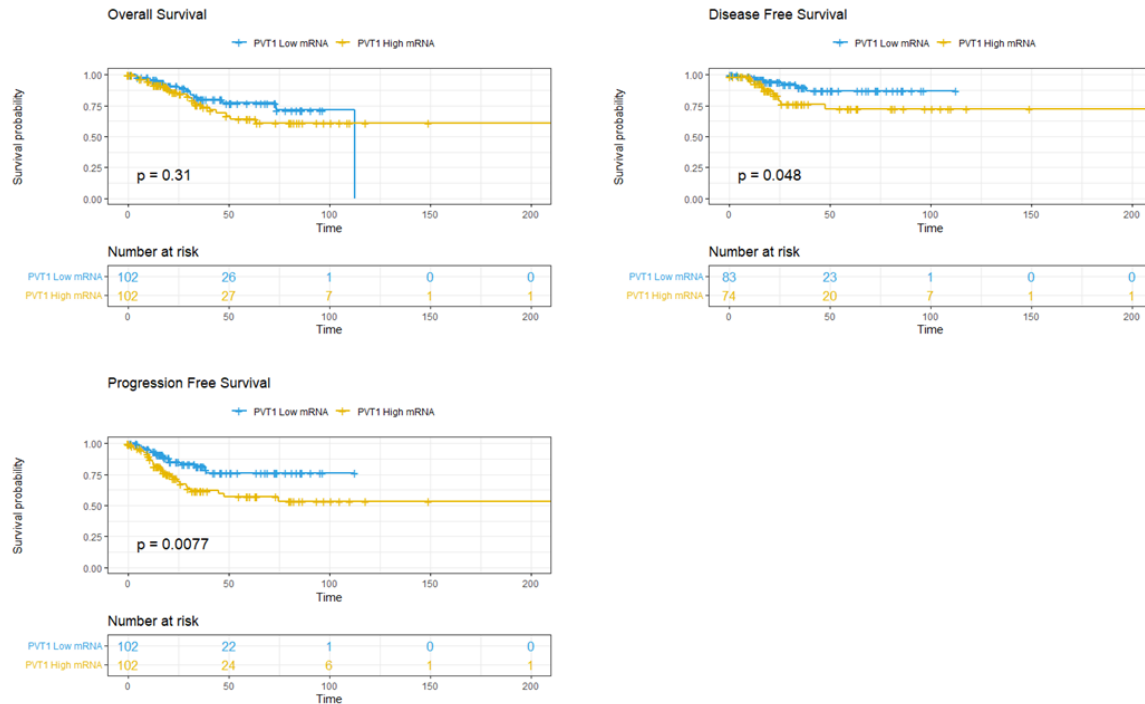 Overall Survival
PVT1 Low mRNA PVT1 High mRNA
Survival probability
1.00
0.75
0.50
0.25
0.00
p = 0.31
0 50 100 150 200
Time
Number at risk
PVT1 Low mRNA 102 26 1 0 0
PVT1 High mRNA 102 27 7 1 1
0 50 100 150 200
Time
Disease Free Survival
PVT1 Low mRNA PVT1 High mRNA
Survival probability
1.00
0.75
0.50
0.25
0.00
p = 0.048
0 50 100 150 200
Time
Number at risk
PVT1 Low mRNA 83 23 1 0 0
PVT1 High mRNA 74 20 7 1 1
0 50 100 150 200
Time
Progression Free Survival
PVT1 Low mRNA PVT1 High mRNA
Survival probability
1.00
0.75
0.50
0.25
0.00
p = 0.0077
0 50 100 150 200
Time
Number at risk
PVT1 Low mRNA 102 22 1 0 0
PVT1 High mRNA 102 24 6 1 1
0 50 100 150 200
Time